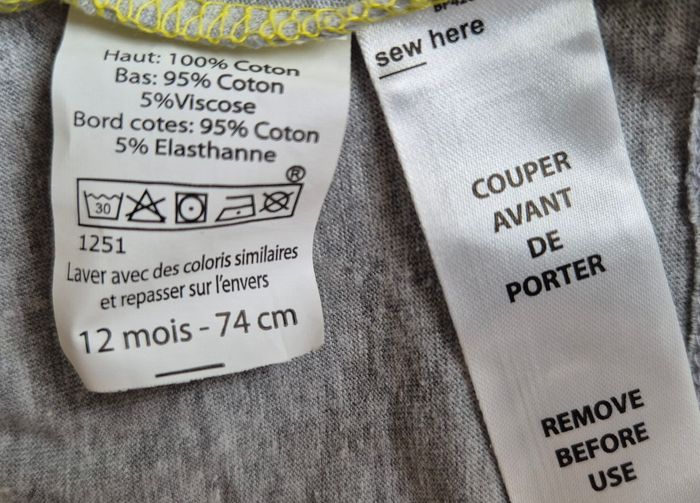 Haut: 100% Coton
Bas: 95% Coton
5%Viscose
Bord cotes: 95% Coton
5% Elasthanne
®
30
1251
Laver avec des coloris similaires
et repasser sur l'envers
12 mois - 74 cm
sew here
COUPER
AVANT
DE
PORTER
REMOVE
BEFORE
USE